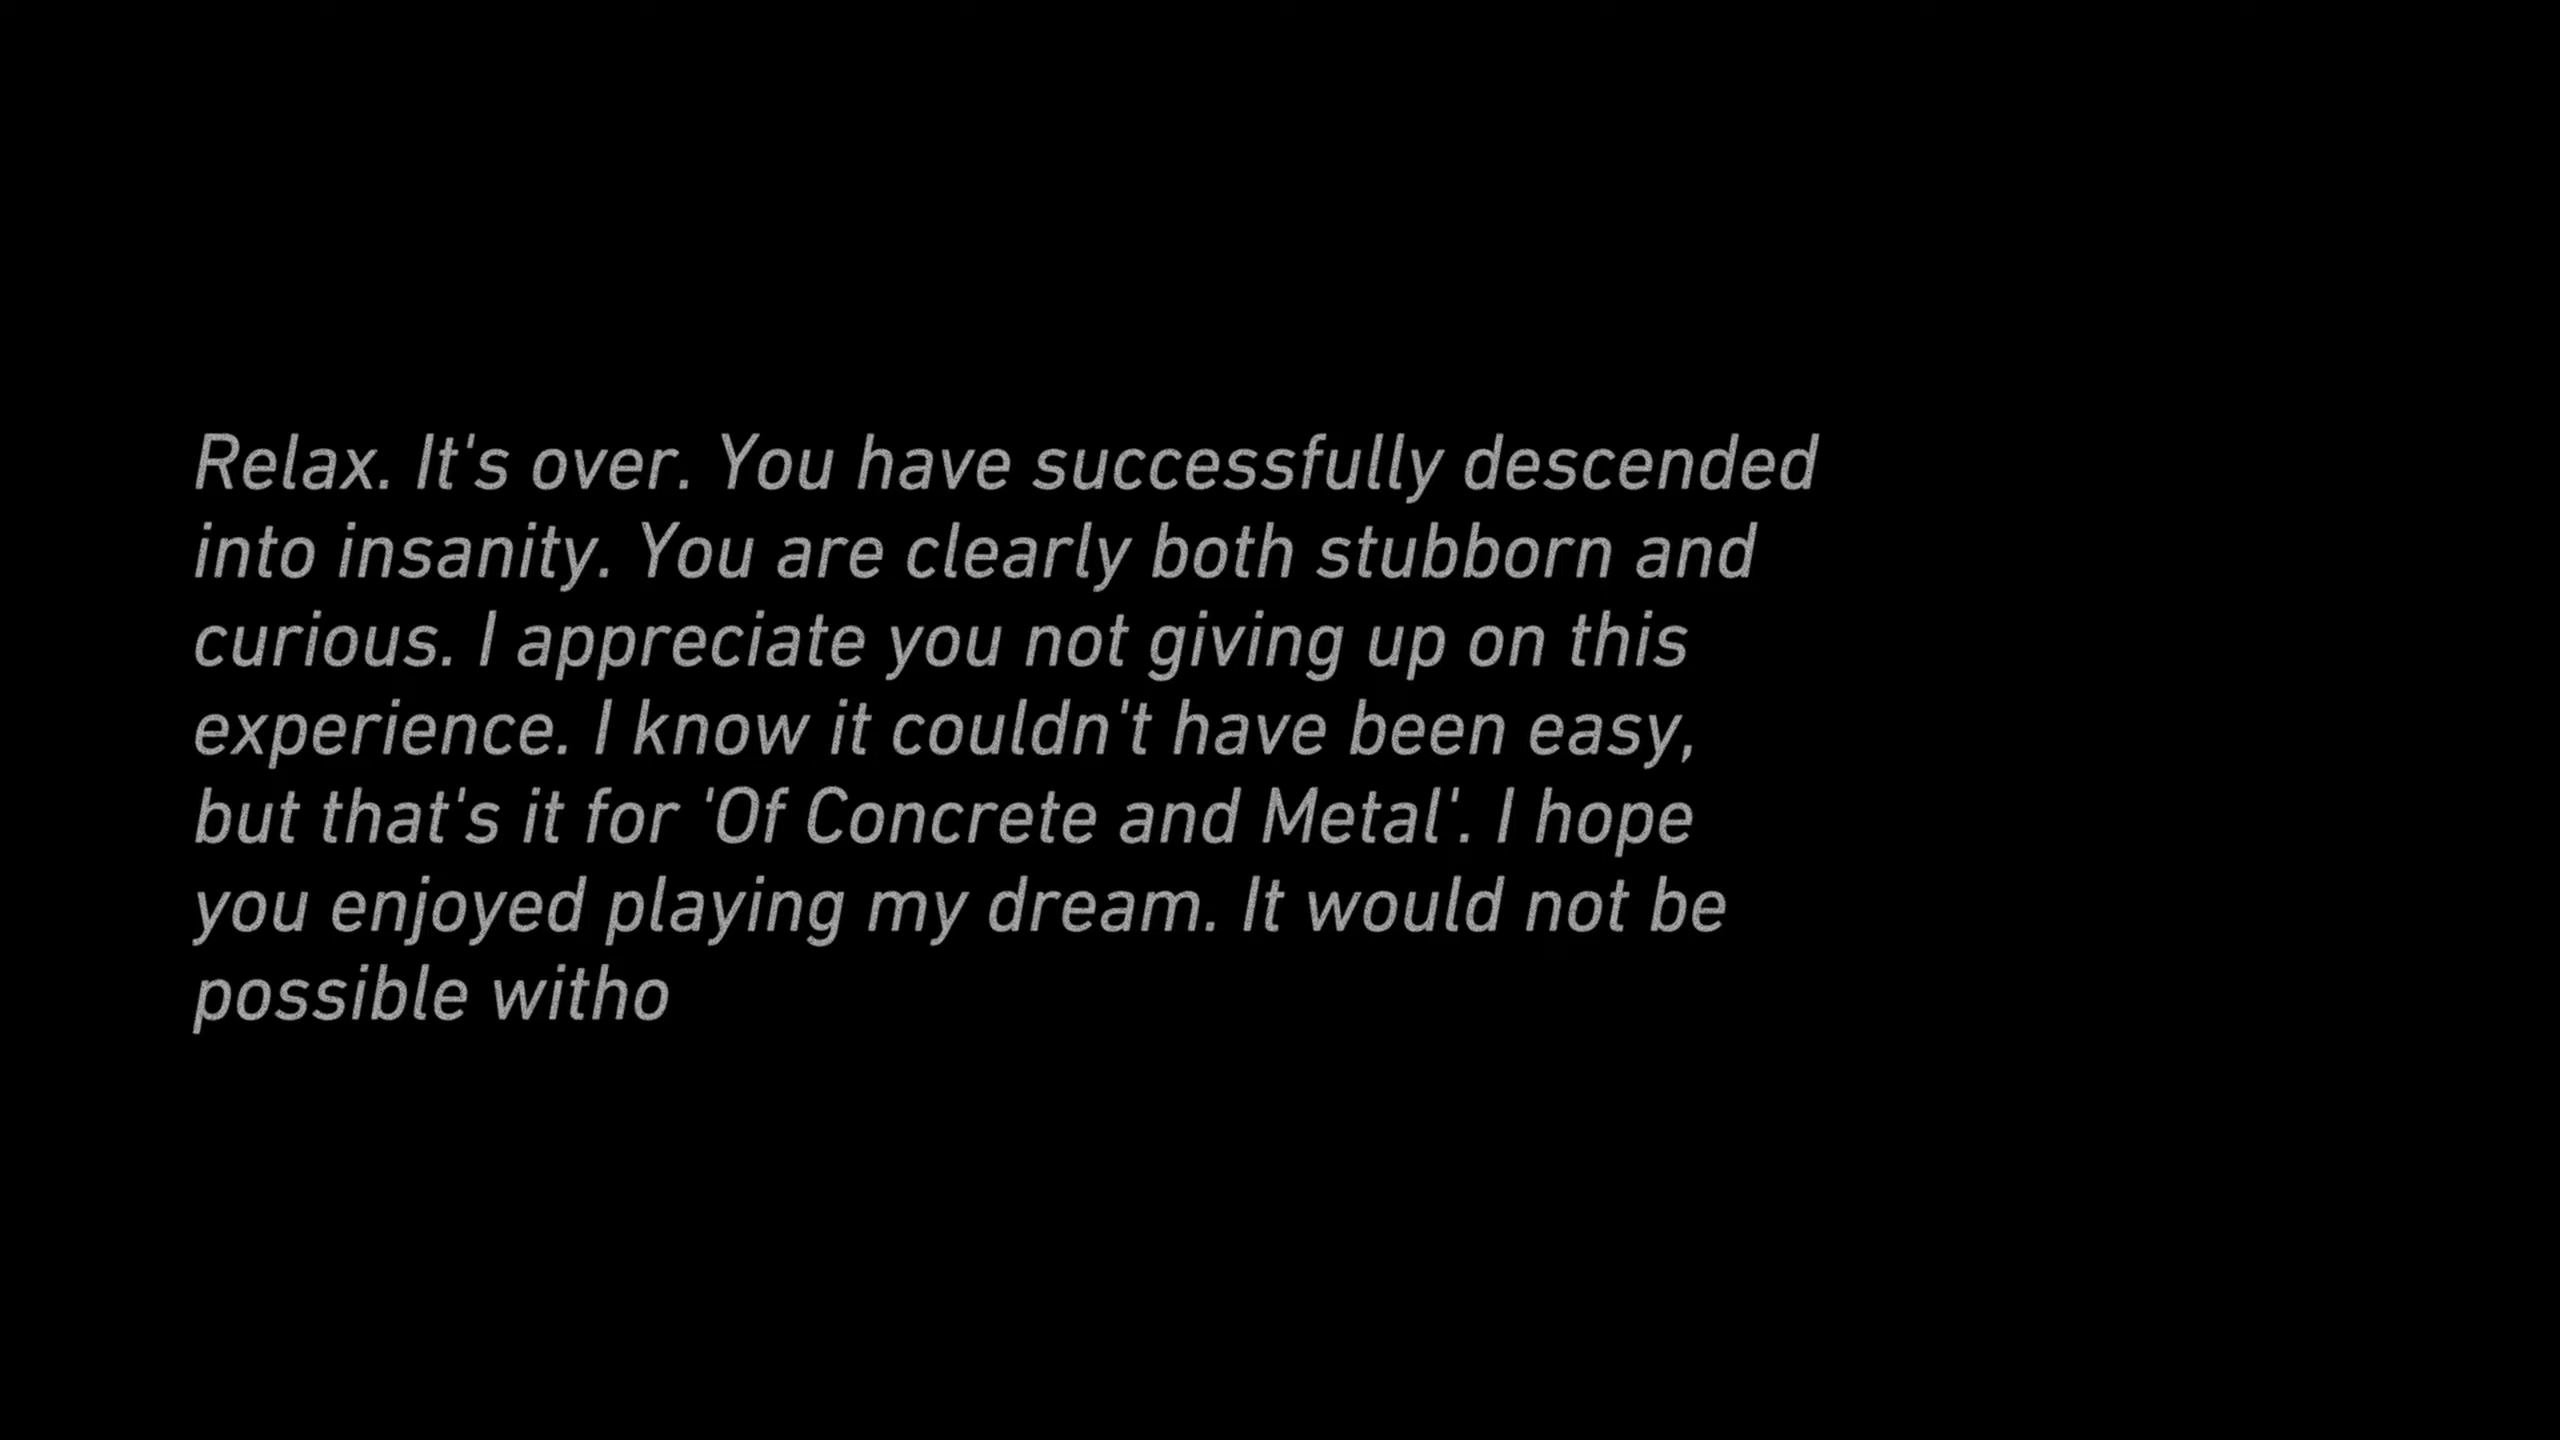 Relax. It's over. You have successfully descended
into insanity. You are clearly both stubborn and
curious. I appreciate you not giving up on this
experience. I know it couldn't have been easy,
but that's it for 'Of Concrete and Metal'. I hope
you enjoyed playing my dream. It would not be
possible witho